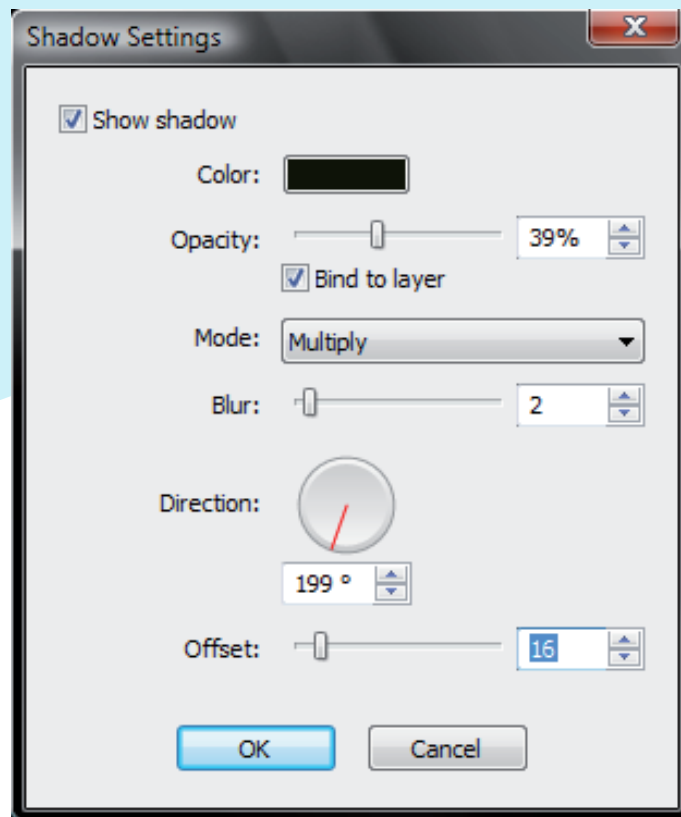 Shadow Settings
Show shadow
Color:
Opacity: 39%
Bind to layer
Mode: Multiply
Blur: 2
Direction:
199 °
Offset: 16
OK Cancel